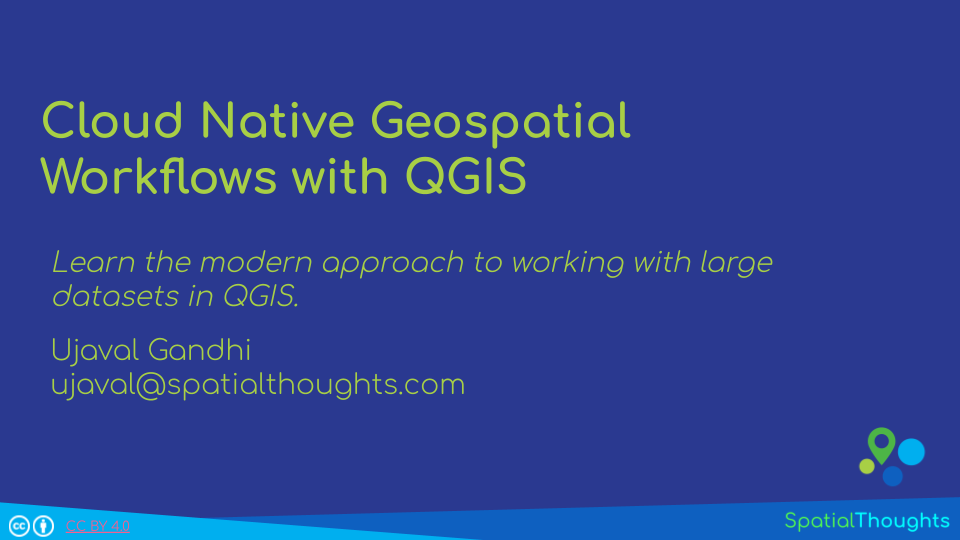 Cloud Native Geospatial
Workflows with QGIS
Learn the modern approach to working with large
datasets in QGIS.
Ujaval Gandhi
ujaval@spatialthoughts.com
cc
CC BY 4.0
SpatialThoughts